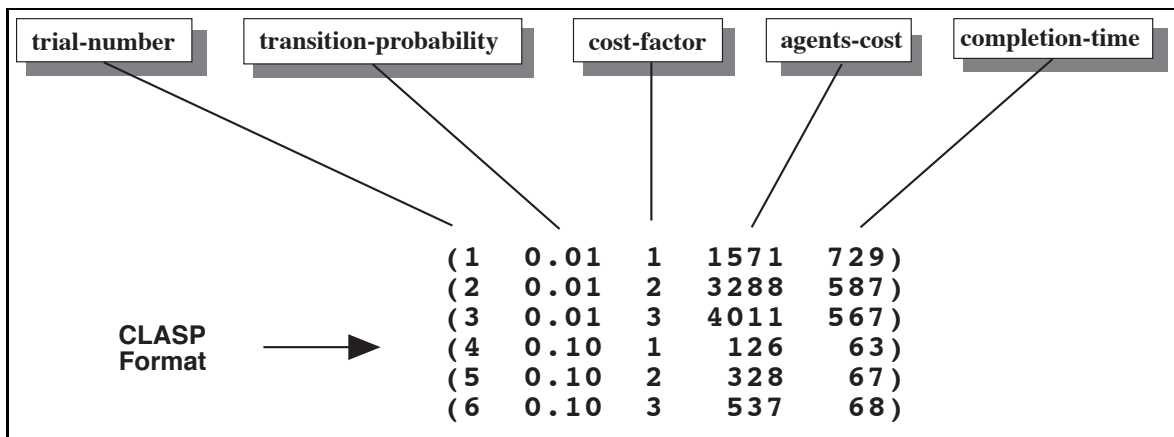 trial-number transition-probability cost-factor agents-cost completion-time
(1 0.01 1 1571 729)
(2 0.01 2 3288 587)
(3 0.01 3 4011 567)
(4 0.10 1 126 63)
(5 0.10 2 328 67)
(6 0.10 3 537 68)
CLASP
Format